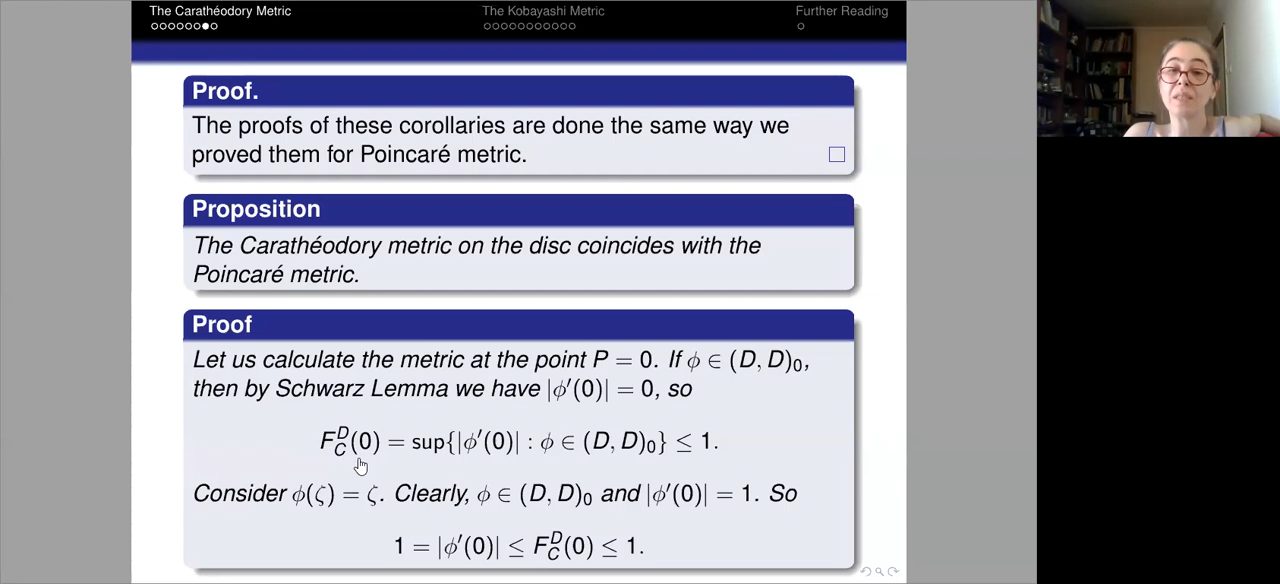 The Carathéodory Metric
The Kobayashi Metric
Further Reading
Proof.
The proofs of these corollaries are done the same way we
proved them for Poincaré metric.
Proposition
The Carathéodory metric on the disc coincides with the
Poincaré metric.
Proof
Let us calculate the metric at the point P = 0. If ϕ ∈ (D, D)₀,
then by Schwarz Lemma we have |ϕ′(0)| = 0, so
F_C^D(0) = sup{|ϕ′(0)| : ϕ ∈ (D, D)₀} ≤ 1.
Consider ϕ(ζ) = ζ. Clearly, ϕ ∈ (D, D)₀ and |ϕ′(0)| = 1. So
1 = |ϕ′(0)| ≤ F_C^D(0) ≤ 1.